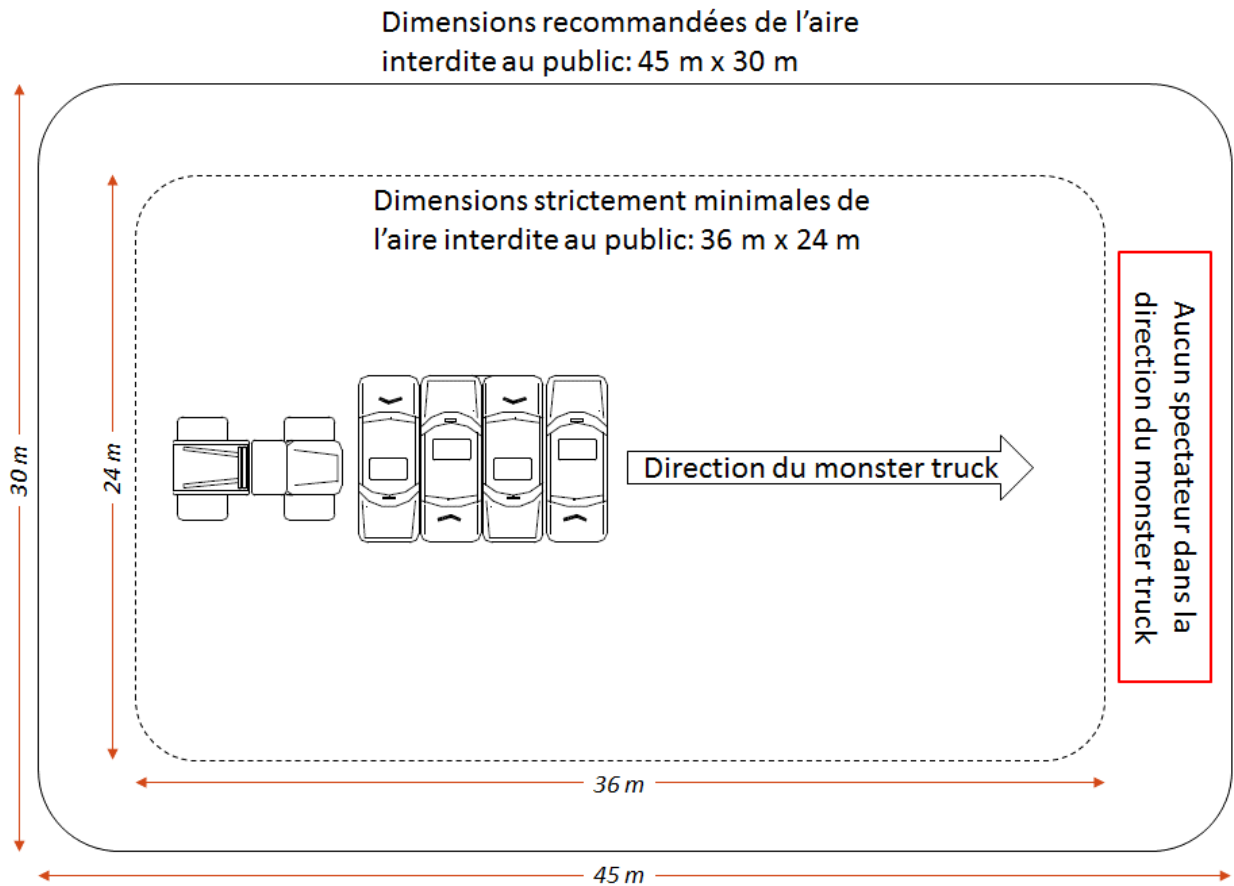 Dimensions recommandées de l’aire
interdite au public: 45 m x 30 m
Dimensions strictement minimales de
l’aire interdite au public: 36 m x 24 m
30 m
24 m
Direction du monster truck
Aucun spectateur dans la
direction du monster truck
36 m
45 m